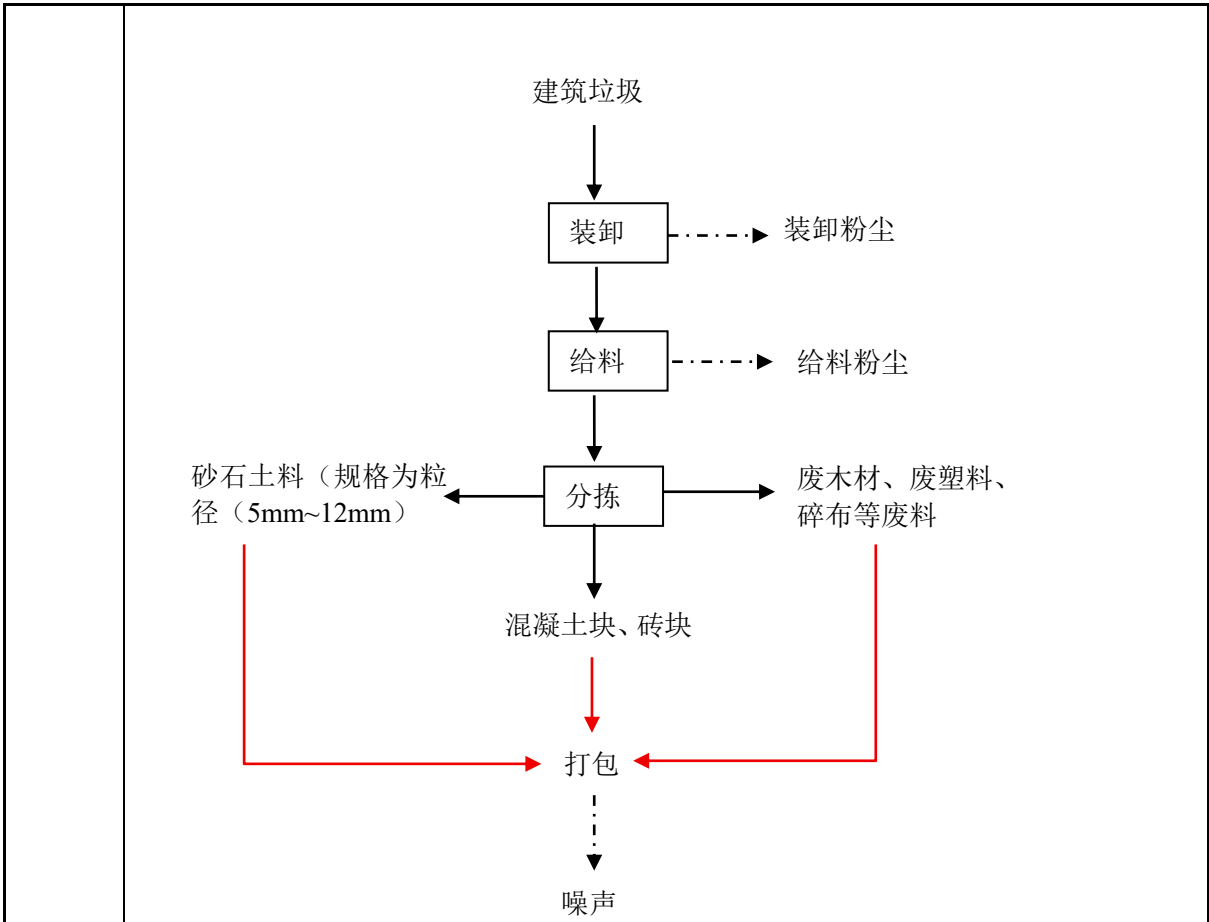 建筑垃圾
装卸
装卸粉尘
给料
给料粉尘
砂石土料（规格为粒
径（5mm~12mm）
分拣
废木材、废塑料、
碎布等废料
混凝土块、砖块
打包
噪声